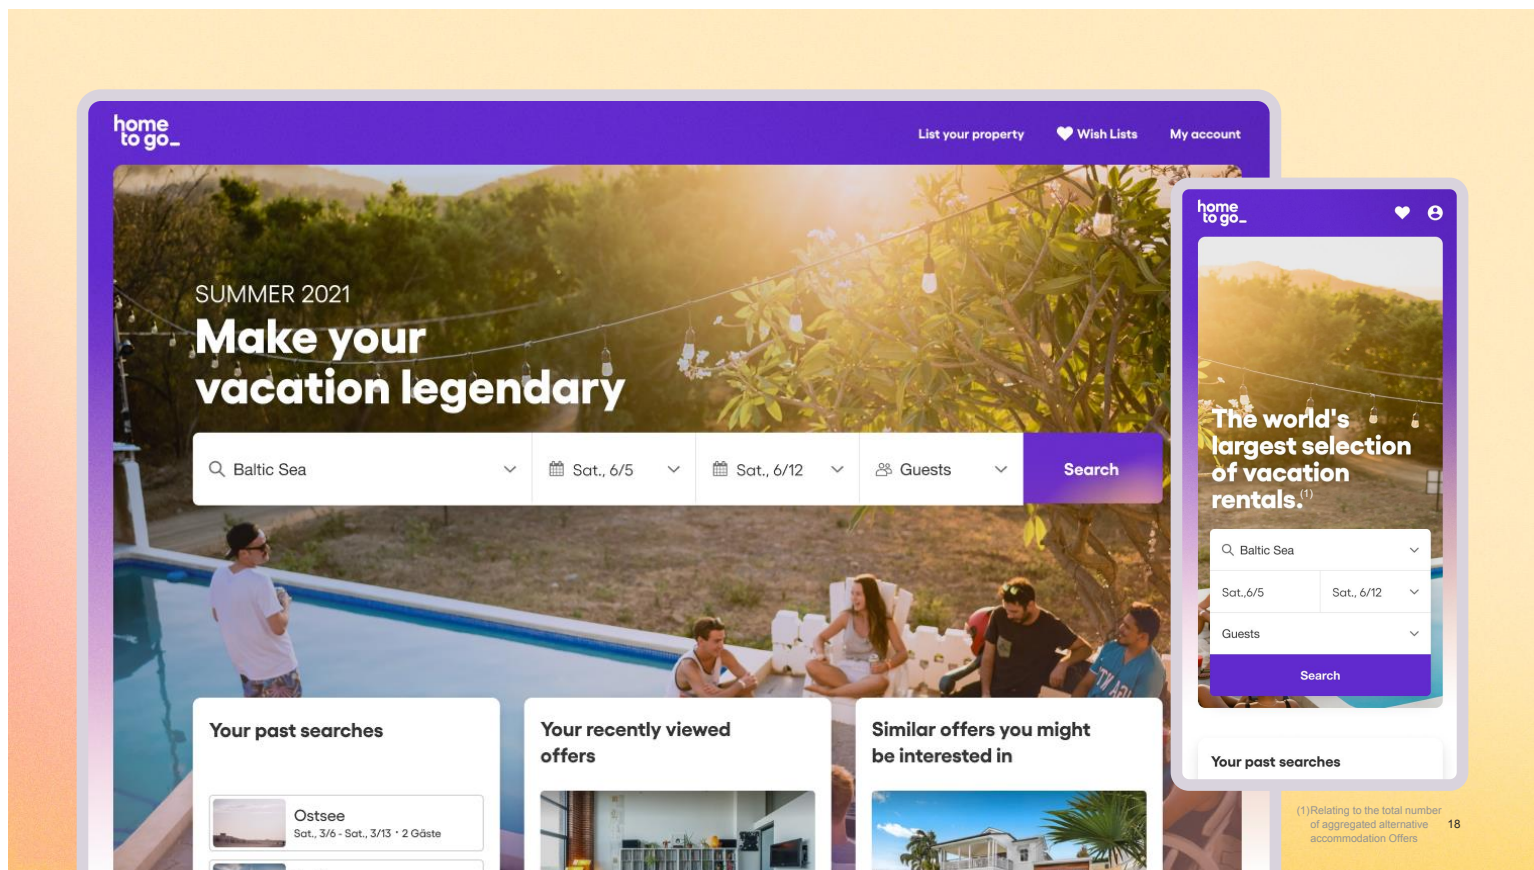 home
to go_
List your property
Wish Lists
My account
SUMMER 2021
Make your
vacation legendary
Baltic Sea
Sat., 6/5
Sat., 6/12
Guests
Search
Your past searches
Ostsee
Sat., 3/6 - Sat., 3/13 · 2 Gäste
Your recently viewed
offers
Similar offers you might
be interested in
home
to go_
The world's
largest selection
of vacation
rentals.(1)
Baltic Sea
Sat.,6/5
Sat., 6/12
Guests
Search
Your past searches
(1)Relating to the total number
of aggregated alternative
accommodation Offers
18